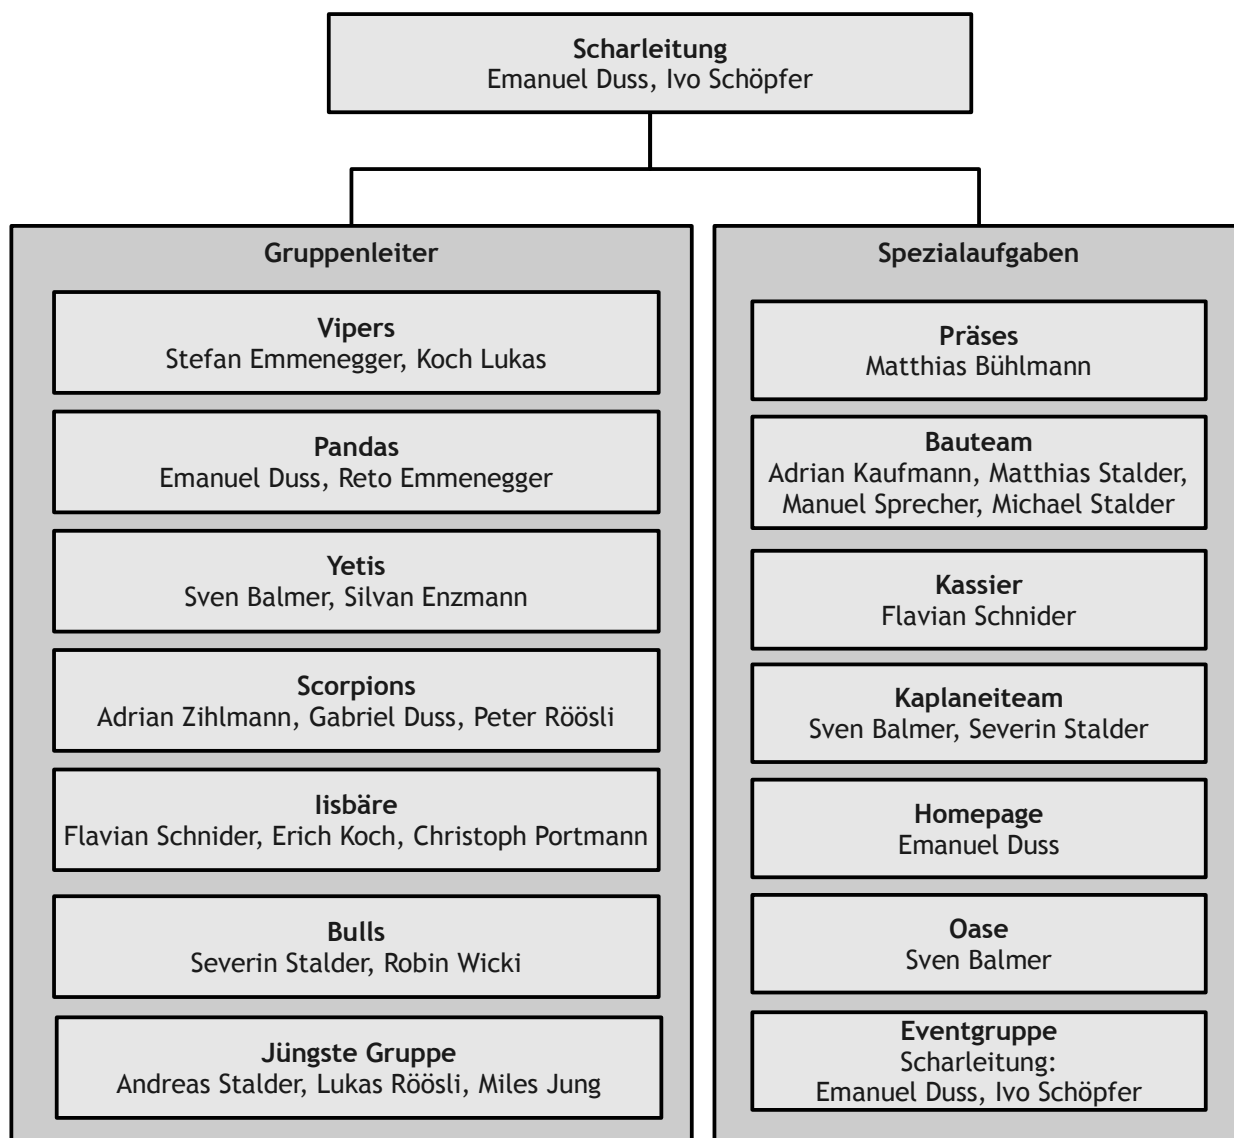 Scharleitung
Emanuel Duss, Ivo Schöpfer
Gruppenleiter
Vipers
Stefan Emmenegger, Koch Lukas
Pandas
Emanuel Duss, Reto Emmenegger
Yetis
Sven Balmer, Silvan Enzmann
Scorpions
Adrian Zihlmann, Gabriel Duss, Peter Röösli
Iisbäre
Flavian Schnider, Erich Koch, Christoph Portmann
Bulls
Severin Stalder, Robin Wicki
Jüngste Gruppe
Andreas Stalder, Lukas Röösli, Miles Jung
Spezialaufgaben
Präses
Matthias Bühlmann
Bauteam
Adrian Kaufmann, Matthias Stalder,
Manuel Sprecher, Michael Stalder
Kassier
Flavian Schnider
Kaplaneiteam
Sven Balmer, Severin Stalder
Homepage
Emanuel Duss
Oase
Sven Balmer
Eventgruppe
Scharleitung:
Emanuel Duss, Ivo Schöpfer